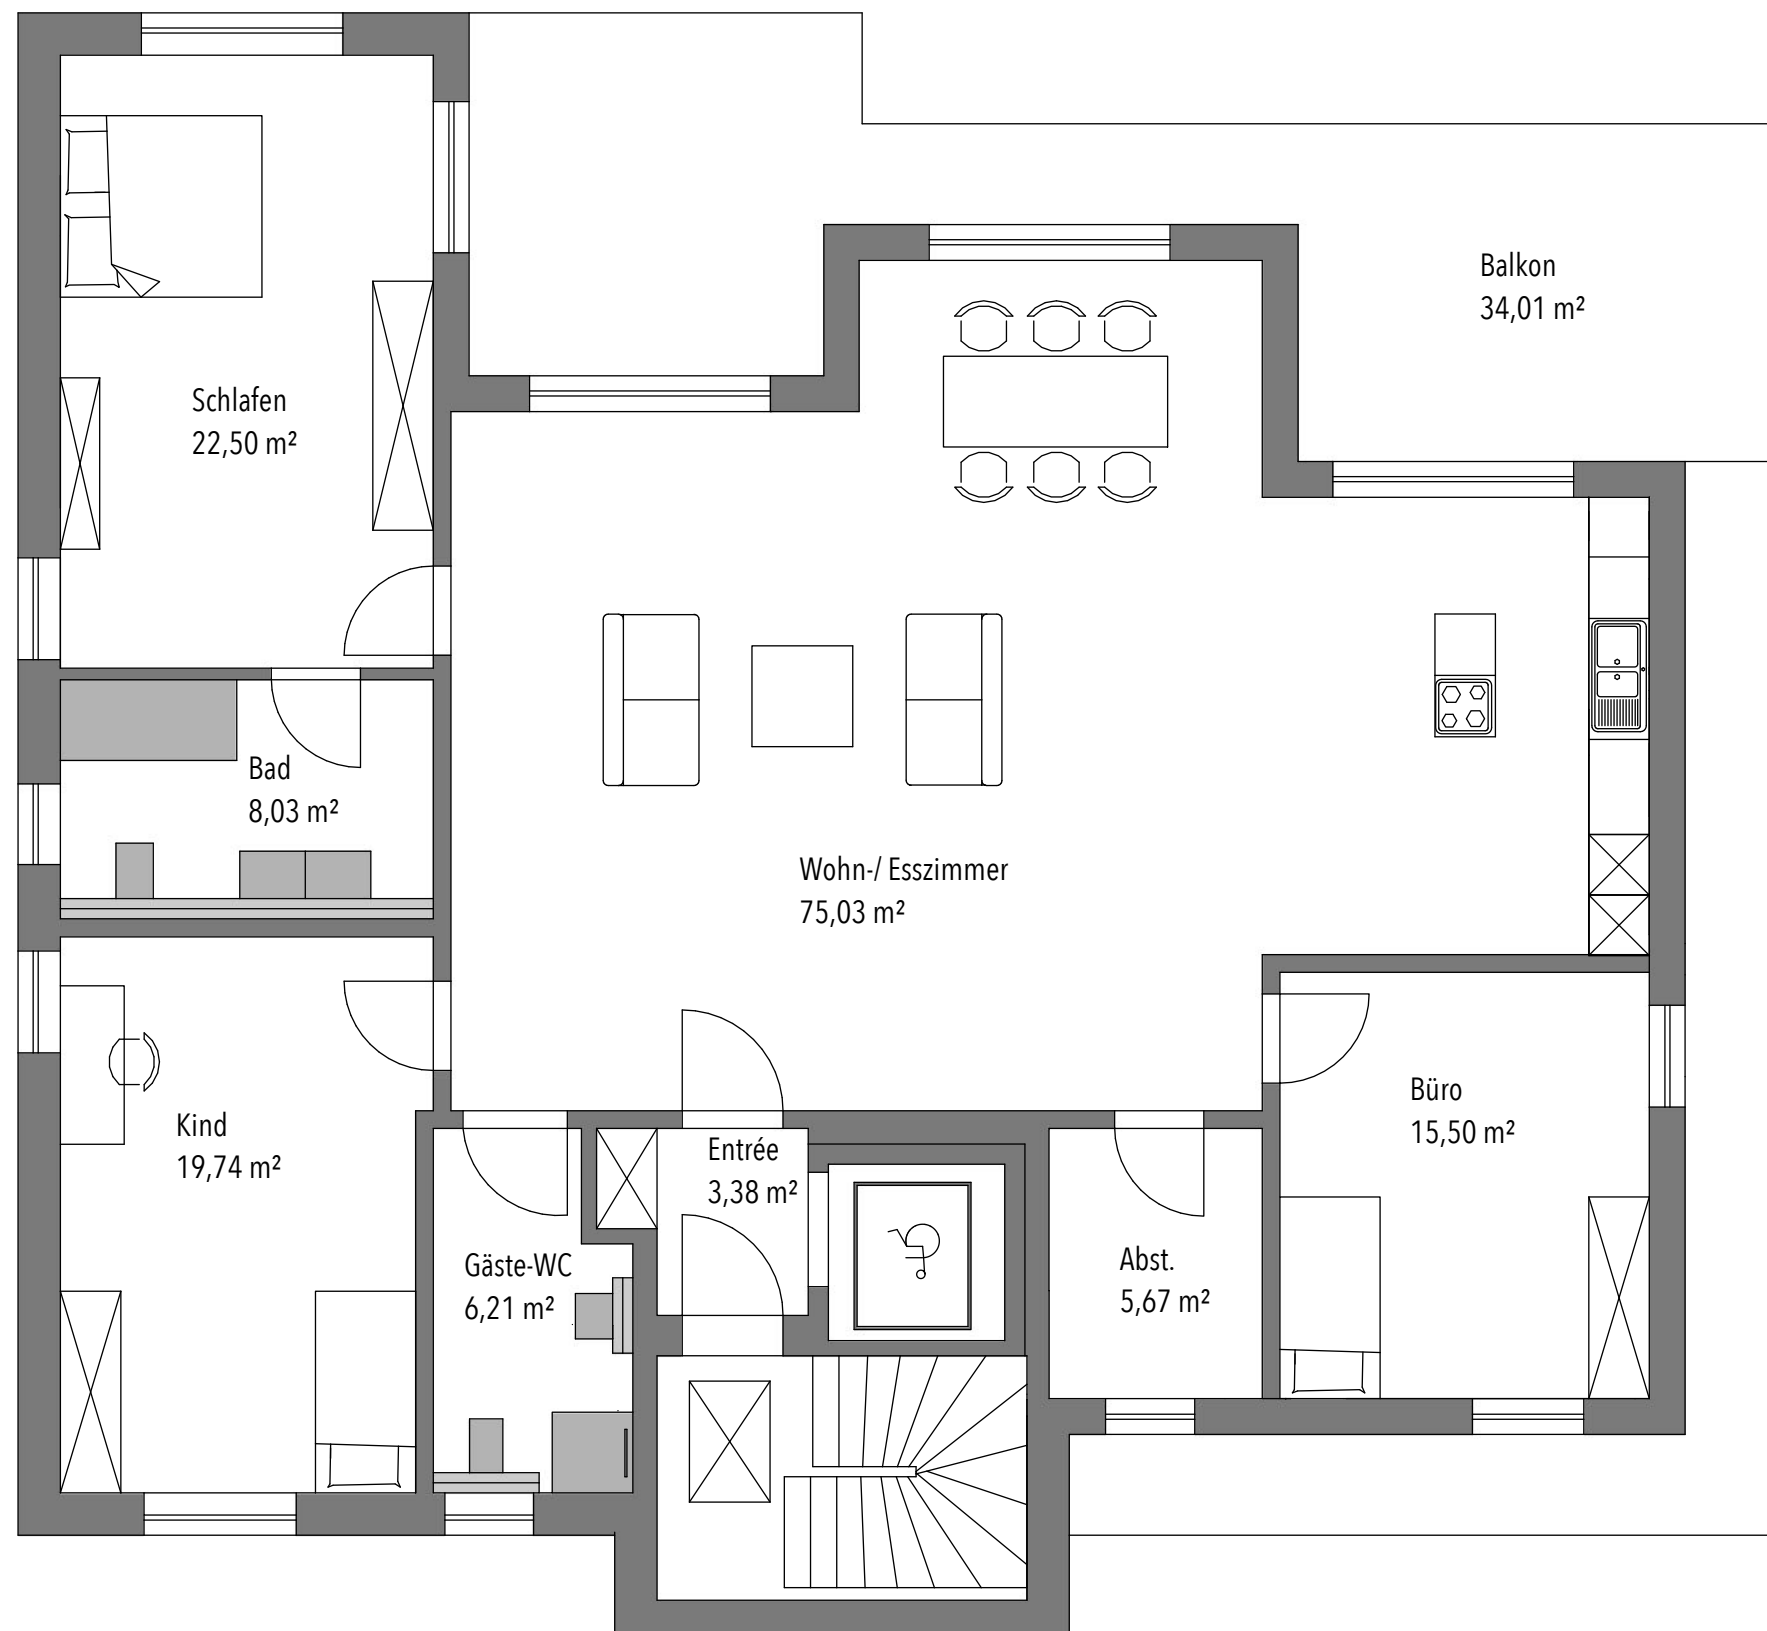 Balkon
34,01 m²
Schlafen
22,50 m²
Bad
8,03 m²
Wohn-/ Esszimmer
75,03 m²
Kind
19,74 m²
Entrée
3,38 m²
Büro
15,50 m²
Gäste-WC
6,21 m²
Abst.
5,67 m²